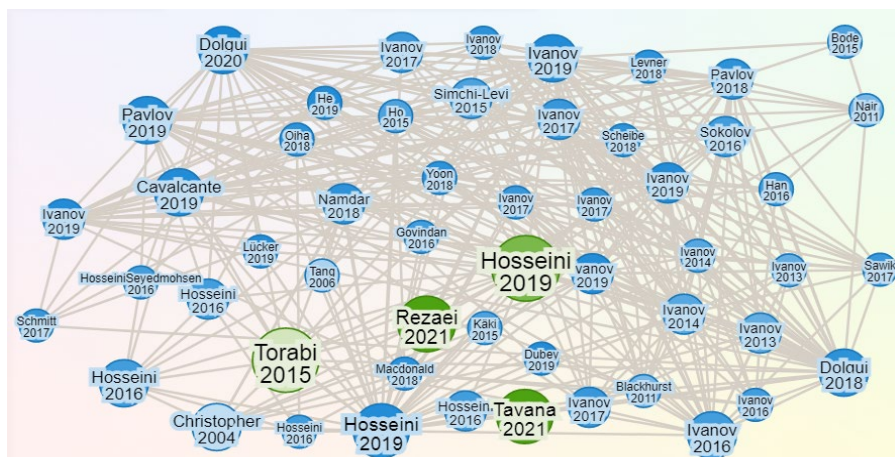 Dolgui
2020
Ivanov
2017
Ivanov
2018
Ivanov
2019
Levner
2018
Pavlov
2018
Bode
2015
Pavlov
2019
He
2019
Ho
2015
Simchi-Levi
2015
Ivanov
2017
Scheibe
2018
Sokolov
2016
Nair
2011
Ojha
2018
Cavalcante
2019
Namdar
2018
Yoon
2018
Ivanov
2017
Ivanov
2017
Ivanov
2019
Han
2016
Ivanov
2019
Lücker
2019
Govindan
2016
Hosseini
2019
Ivanov
2019
Ivanov
2014
Ivanov
2013
Sawik
2017
HosseiniSeyedmohsen
2016
Hosseini
2016
Tang
2006
Schmitt
2017
Rezaei
2021
Käki
2015
Ivanov
2014
Ivanov
2013
Torabi
2015
Hosseini
2016
Macdonald
2018
Dubey
2019
Blackhurst
2011
Dolgui
2018
Christopher
2004
Hosseini
2016
Hosseini
2019
Hosseini
2016
Tavana
2021
Ivanov
2017
Ivanov
2016
Ivanov
2016